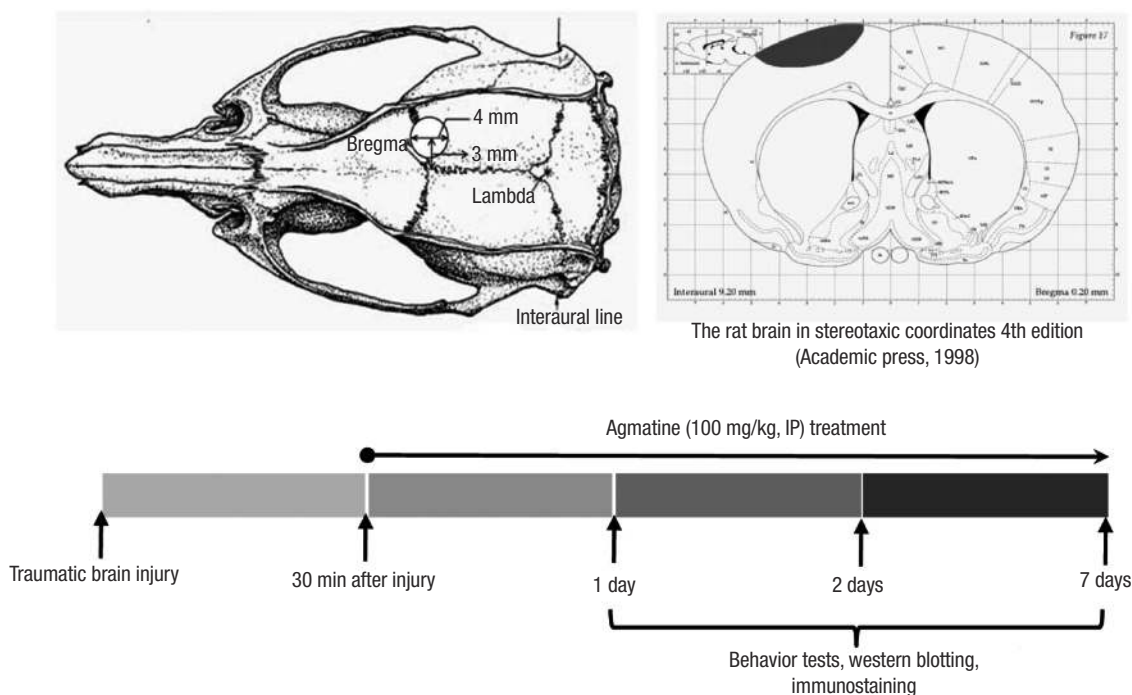 4 mm
Bregma
3 mm
Lambda
Interaural line
Figure 17
Interaural 9.20 mm
Bregma 0.20 mm
The rat brain in stereotaxic coordinates 4th edition
(Academic press, 1998)
Agmatine (100 mg/kg, IP) treatment
Traumatic brain injury
30 min after injury
1 day
2 days
7 days
Behavior tests, western blotting,
immunostaining